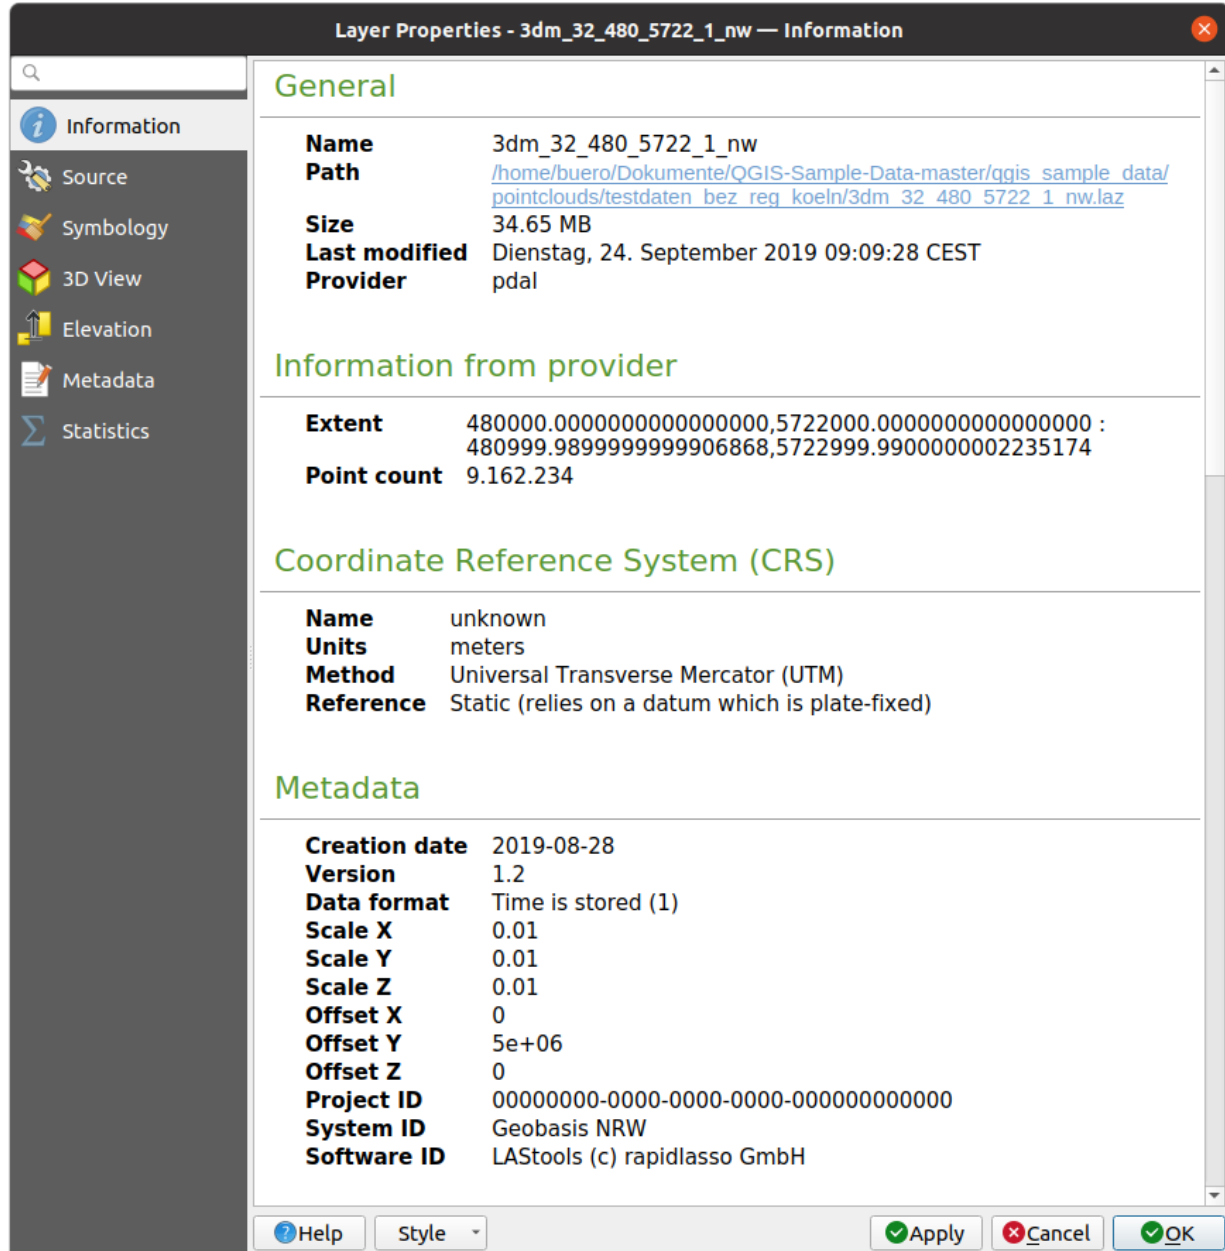 Layer Properties - 3dm_32_480_5722_1_nw — Information
Information
Source
Symbology
3D View
Elevation
Metadata
Statistics
General
Name 3dm_32_480_5722_1_nw
Path /home/buero/Dokumente/QGIS-Sample-Data-master/qgis_sample_data/
pointclouds/testdaten_bez_reg_koeln/3dm_32_480_5722_1_nw.laz
Size 34.65 MB
Last modified Dienstag, 24. September 2019 09:09:28 CEST
Provider pdal
Information from provider
Extent 480000.0000000000000000,5722000.0000000000000000 :
480999.9899999999906868,5722999.9900000002235174
Point count 9.162.234
Coordinate Reference System (CRS)
Name unknown
Units meters
Method Universal Transverse Mercator (UTM)
Reference Static (relies on a datum which is plate-fixed)
Metadata
Creation date 2019-08-28
Version 1.2
Data format Time is stored (1)
Scale X 0.01
Scale Y 0.01
Scale Z 0.01
Offset X 0
Offset Y 5e+06
Offset Z 0
Project ID 00000000-0000-0000-0000-000000000000
System ID Geobasis NRW
Software ID LAStools (c) rapidlasso GmbH
Help Style Apply Cancel OK